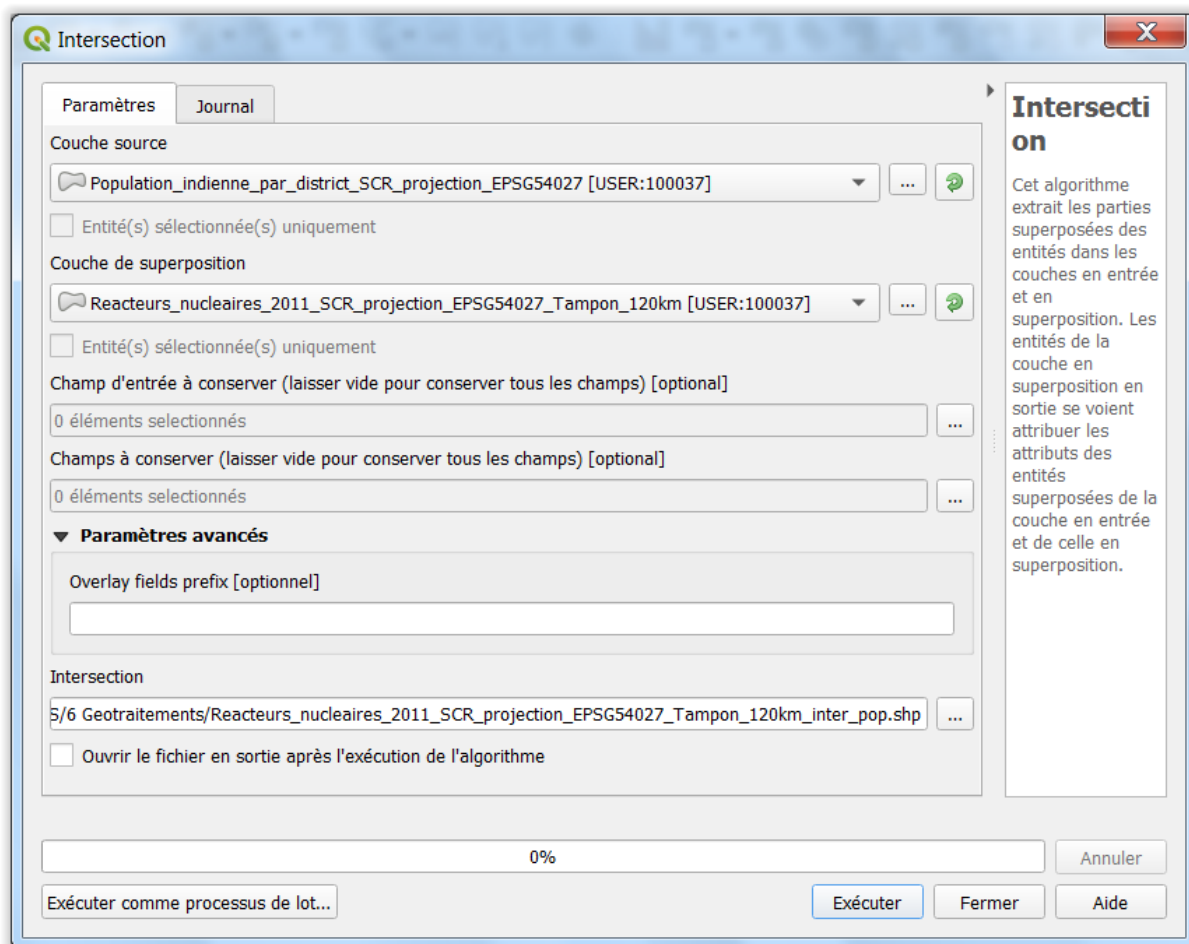 Intersection
Paramètres
Journal
Couche source
Population_indienne_par_district_SCR_projection_EPSG54027 [USER:100037]
...
Entité(s) sélectionnée(s) uniquement
Couche de superposition
Reacteurs_nucleaires_2011_SCR_projection_EPSG54027_Tampon_120km [USER:100037]
...
Entité(s) sélectionnée(s) uniquement
Champ d'entrée à conserver (laisser vide pour conserver tous les champs) [optional]
0 éléments selectionnés
...
Champs à conserver (laisser vide pour conserver tous les champs) [optional]
0 éléments selectionnés
...
Paramètres avancés
Overlay fields prefix [optionnel]
Intersection
S/6 Geotraitements/Reacteurs_nucleaires_2011_SCR_projection_EPSG54027_Tampon_120km_inter_pop.shp
...
Ouvrir le fichier en sortie après l'exécution de l'algorithme
Intersecti
on
Cet algorithme
extrait les parties
superposées des
entités dans les
couches en entrée
et en
superposition. Les
entités de la
couche en
superposition en
sortie se voient
attribuer les
attributs des
entités
superposées de la
couche en entrée
et de celle en
superposition.
0%
Annuler
Exécuter comme processus de lot...
Exécuter
Fermer
Aide